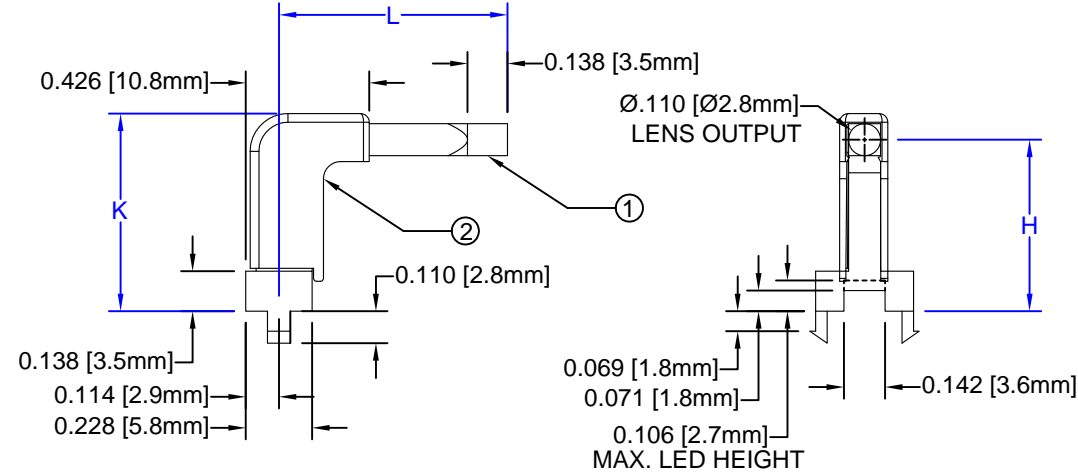 L
0.138 [3.5mm]
0.426 [10.8mm]
Ø.110 [Ø2.8mm]
LENS OUTPUT
K
1
H
2
0.110 [2.8mm]
0.138 [3.5mm]
0.069 [1.8mm]
0.142 [3.6mm]
0.114 [2.9mm]
0.071 [1.8mm]
0.228 [5.8mm]
0.106 [2.7mm]
MAX. LED HEIGHT